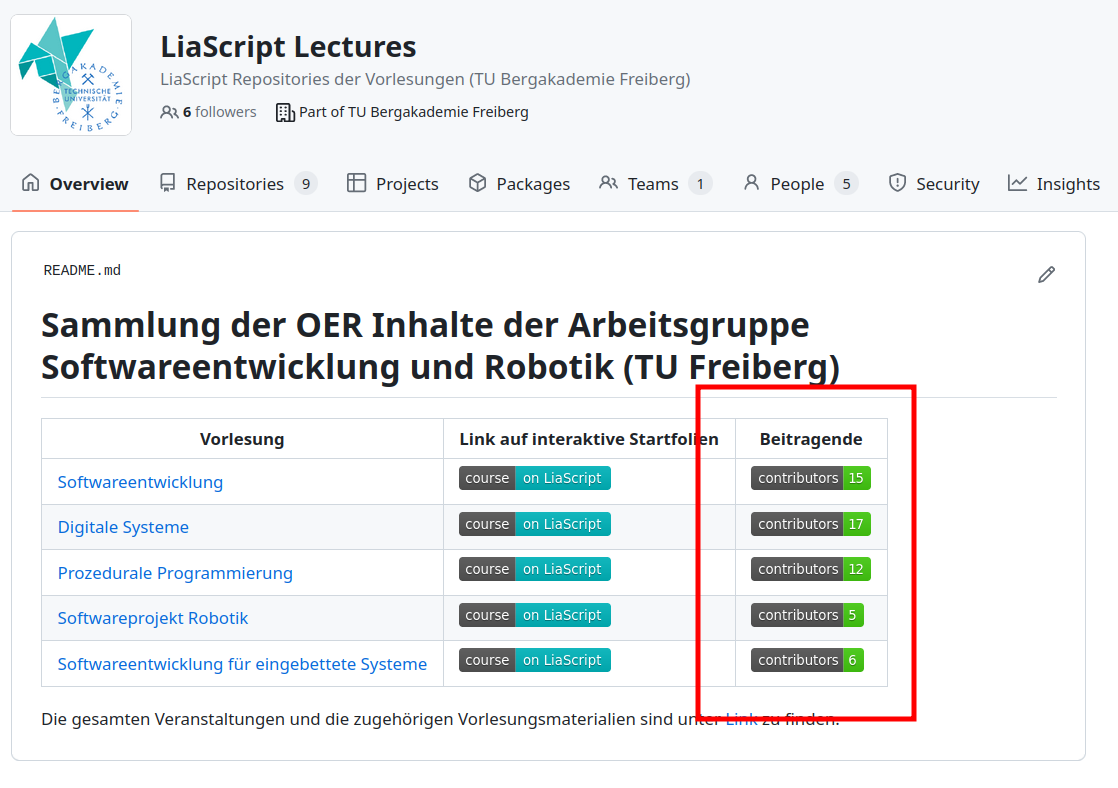 BERGAKADEMIE
TECHNISCHE
UNIVERSITÄT
FREIBERG
LiaScript Lectures
LiaScript Repositories der Vorlesungen (TU Bergakademie Freiberg)
6 followers Part of TU Bergakademie Freiberg
Overview Repositories 9 Projects Packages Teams 1 People 5 Security Insights
README.md
Sammlung der OER Inhalte der Arbeitsgruppe
Softwareentwicklung und Robotik (TU Freiberg)
Vorlesung Link auf interaktive Startfolien Beitragende
Softwareentwicklung course on LiaScript contributors 15
Digitale Systeme course on LiaScript contributors 17
Prozedurale Programmierung course on LiaScript contributors 12
Softwareprojekt Robotik course on LiaScript contributors 5
Softwareentwicklung für eingebettete Systeme course on LiaScript contributors 6
Die gesamten Veranstaltungen und die zugehörigen Vorlesungsmaterialien sind unter Link zu finden.